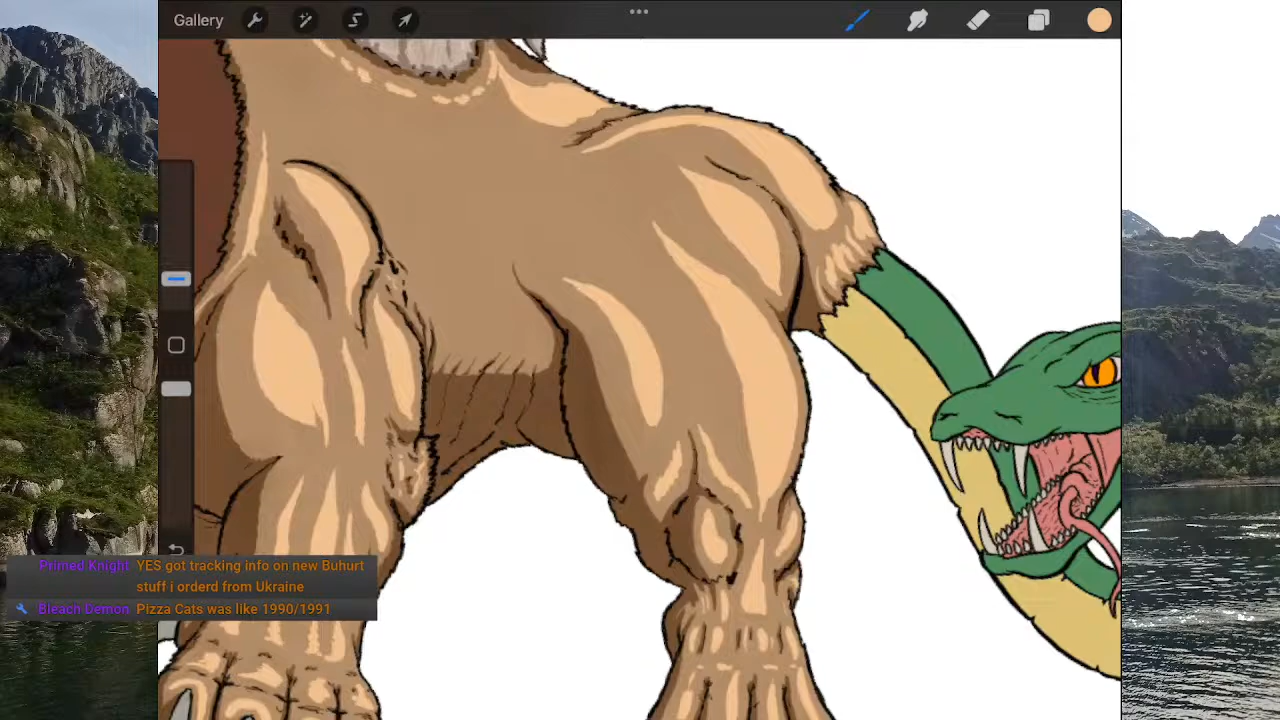 Gallery
Primed Knight YES got tracking info on new Buhurt
stuff i orderd from Ukraine
Bleach Demon Pizza Cats was like 1990/1991